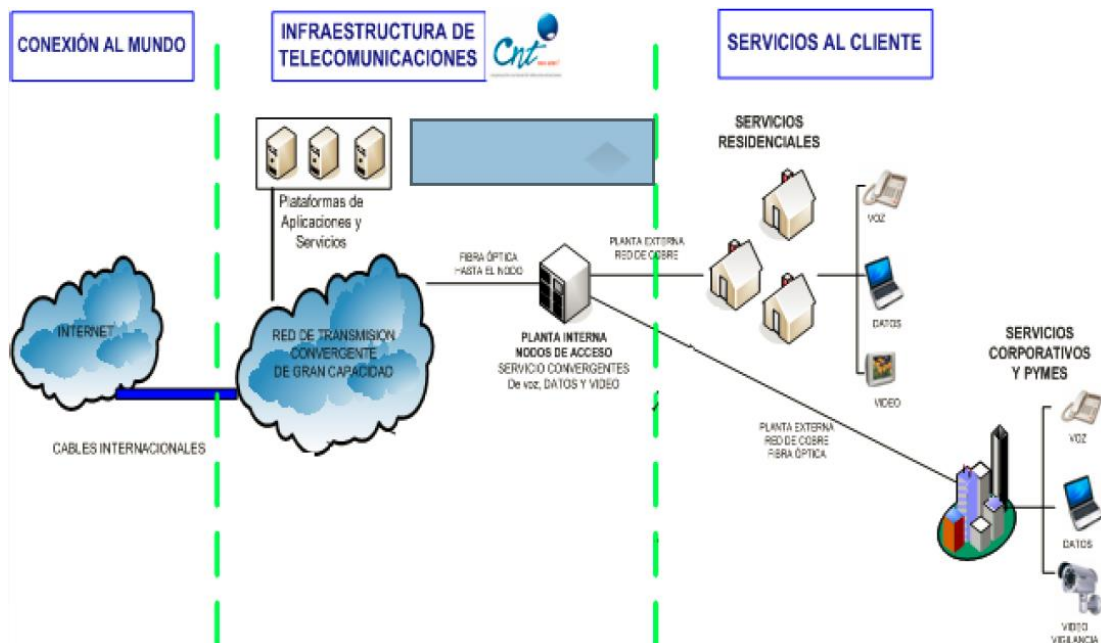 CONEXIÓN AL MUNDO
INFRAESTRUCTURA DE
TELECOMUNICACIONES
Cnt
SERVICIOS AL CLIENTE
Plataformas de
Aplicaciones y
Servicios
SERVICIOS
RESIDENCIALES
VOZ
DATOS
VIDEO
FIBRA ÓPTICA
HASTA EL NODO
PLANTA EXTERNA
RED DE COBRE
INTERNET
RED DE TRANSMISION
CONVERGENTE
DE GRAN CAPACIDAD
CABLES INTERNACIONALES
PLANTA INTERNA
NODOS DE ACCESO
SERVICIO CONVERGENTES
De voz, DATOS Y VIDEO
PLANTA EXTERNA
RED DE COBRE
FIBRA ÓPTICA
SERVICIOS
CORPORATIVOS
Y PYMES
VOZ
DATOS
VIDEO
VIGILANCIA